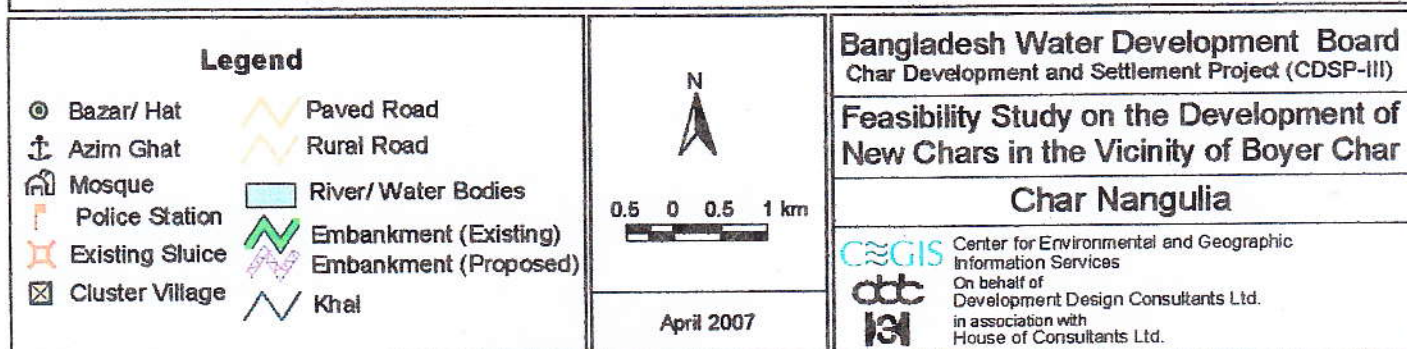 Legend
Bazar/ Hat
Azim Ghat
Mosque
Police Station
Existing Sluice
Cluster Village
Paved Road
Rural Road
River/ Water Bodies
Embankment (Existing)
Embankment (Proposed)
Khal
N
0.5 0 0.5 1 km
April 2007
Bangladesh Water Development Board
Char Development and Settlement Project (CDSP-III)
Feasibility Study on the Development of
New Chars in the Vicinity of Boyer Char
Char Nangulia
CEGIS Center for Environmental and Geographic
Information Services
On behalf of
Development Design Consultants Ltd.
in association with
House of Consultants Ltd.